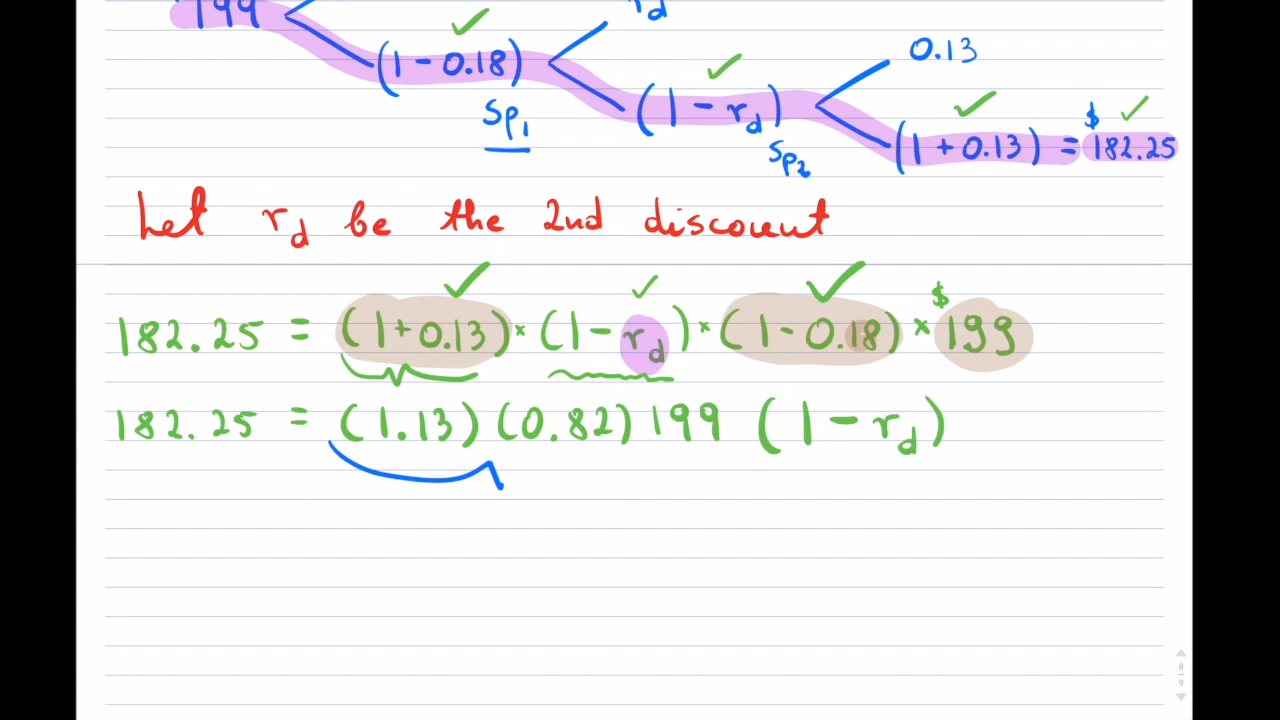 199
r_d
(1 - 0.18)
0.13
(1 - r_d)
Sp₁
$
(1 + 0.13) = 182.25
Sp₂
Let r_d be the 2nd discount
$
182.25 = (1+0.13) × (1 - r_d) × (1 - 0.18) × 199
182.25 = (1.13) (0.82) 199 (1 - r_d)
8
9